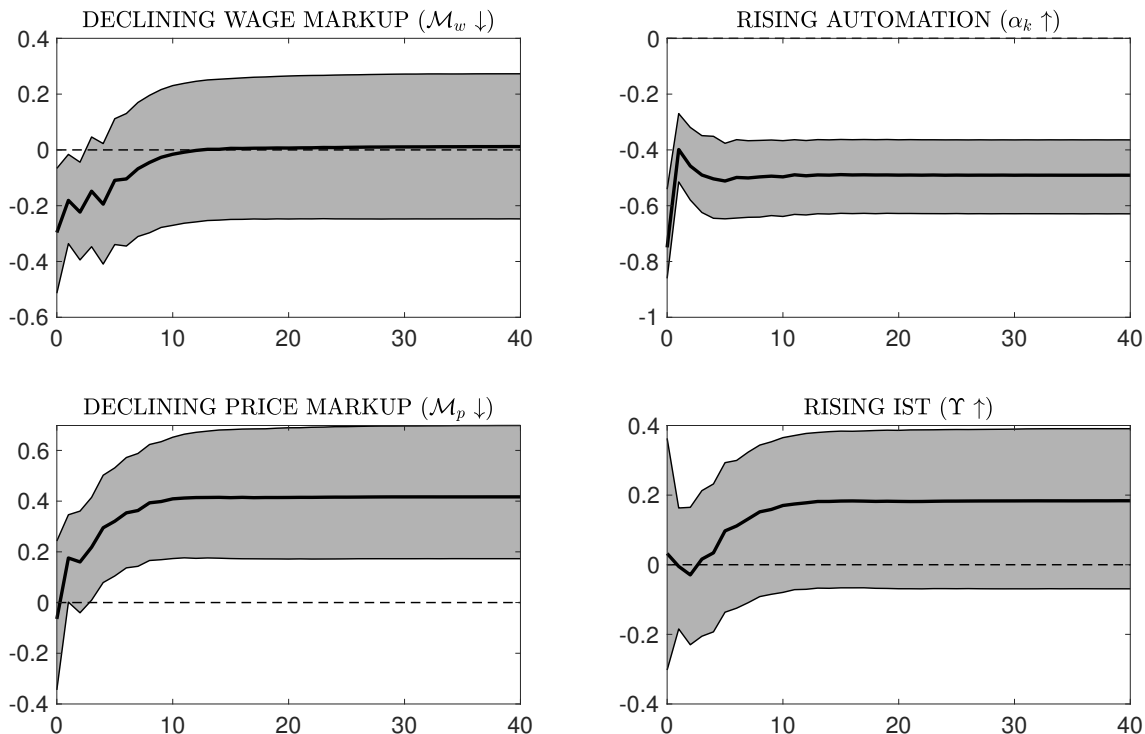 DECLINING WAGE MARKUP (ℳ_w ↓)
0.4
0.2
0
-0.2
-0.4
-0.6
0 10 20 30 40
RISING AUTOMATION (α_k ↑)
0
-0.2
-0.4
-0.6
-0.8
-1
0 10 20 30 40
DECLINING PRICE MARKUP (ℳ_p ↓)
0.6
0.4
0.2
0
-0.2
-0.4
0 10 20 30 40
RISING IST (Υ ↑)
0.4
0.2
0
-0.2
-0.4
0 10 20 30 40